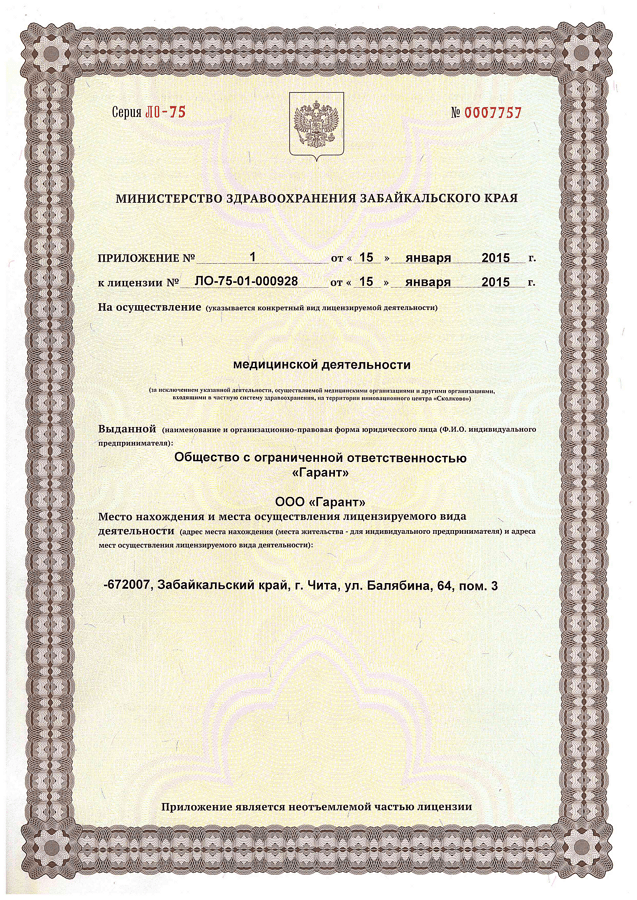 Серия ЛО-75
№ 0007757
МИНИСТЕРСТВО ЗДРАВООХРАНЕНИЯ ЗАБАЙКАЛЬСКОГО КРАЯ
ПРИЛОЖЕНИЕ № 1 от « 15 » января 2015 г.
к лицензии № ЛО-75-01-000928 от « 15 » января 2015 г.
На осуществление (указывается конкретный вид лицензируемой деятельности)
медицинской деятельности
(за исключением указанной деятельности, осуществляемой медицинскими организациями и другими организациями,
входящими в частную систему здравоохранения, на территории инновационного центра «Сколково»)
Выданной (наименование и организационно-правовая форма юридического лица (Ф.И.О. индивидуального
предпринимателя):
Общество с ограниченной ответственностью
«Гарант»
ООО «Гарант»
Место нахождения и места осуществления лицензируемого вида
деятельности (адрес места нахождения (места жительства - для индивидуального предпринимателя) и адреса
мест осуществления лицензируемого вида деятельности):
-672007, Забайкальский край, г. Чита, ул. Балябина, 64, пом. 3
Приложение является неотъемлемой частью лицензии